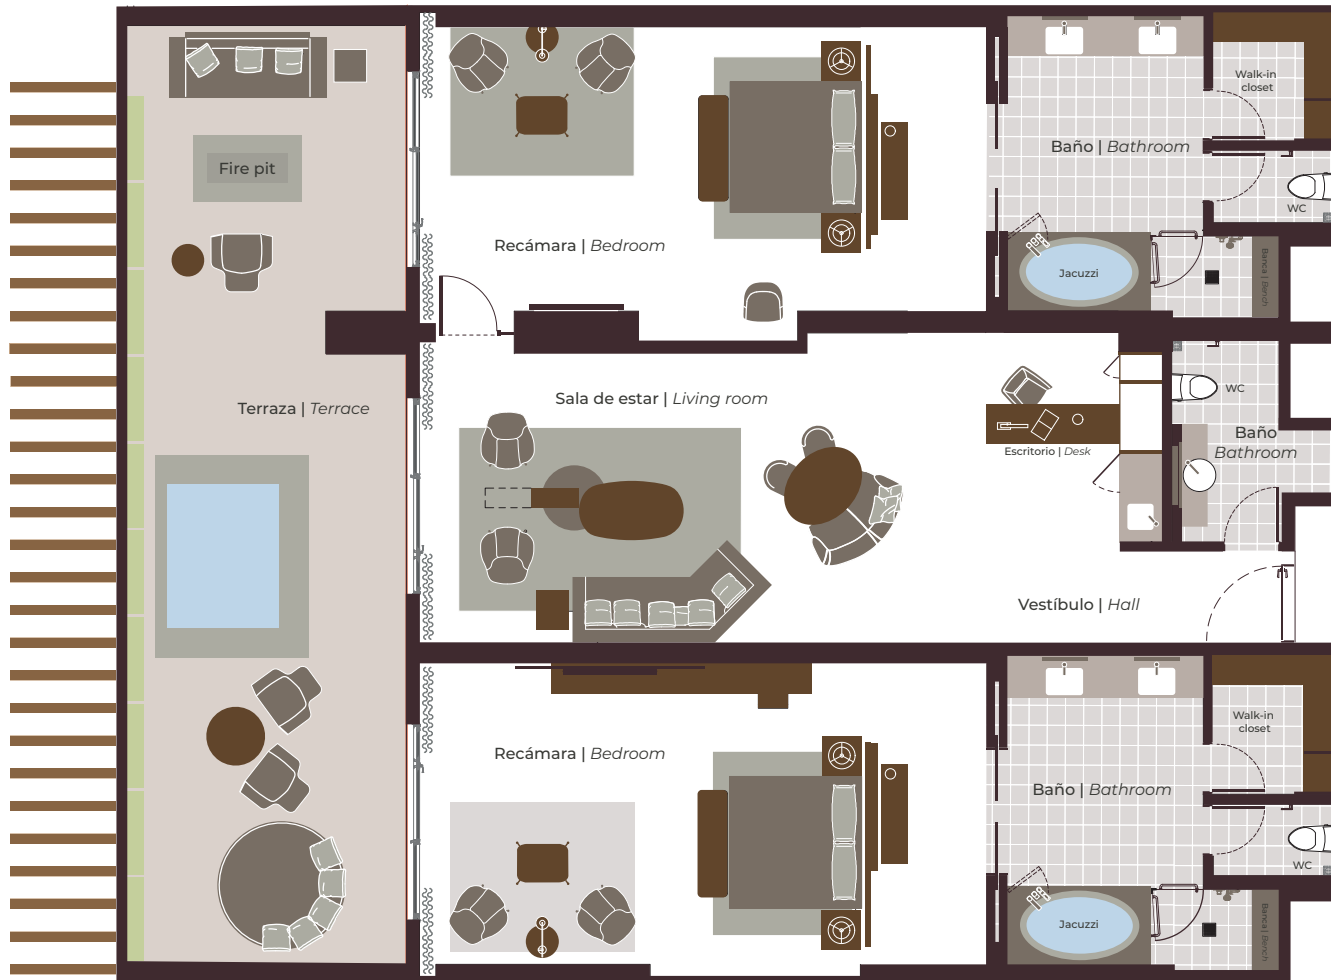 Walk-in
closet
Baño | Bathroom
Fire pit
WC
Recámara | Bedroom
Jacuzzi
Banca | Bench
Terraza | Terrace
Sala de estar | Living room
WC
Baño
Bathroom
Escritorio | Desk
Vestíbulo | Hall
Walk-in
closet
Recámara | Bedroom
Baño | Bathroom
WC
Jacuzzi
Banca | Bench